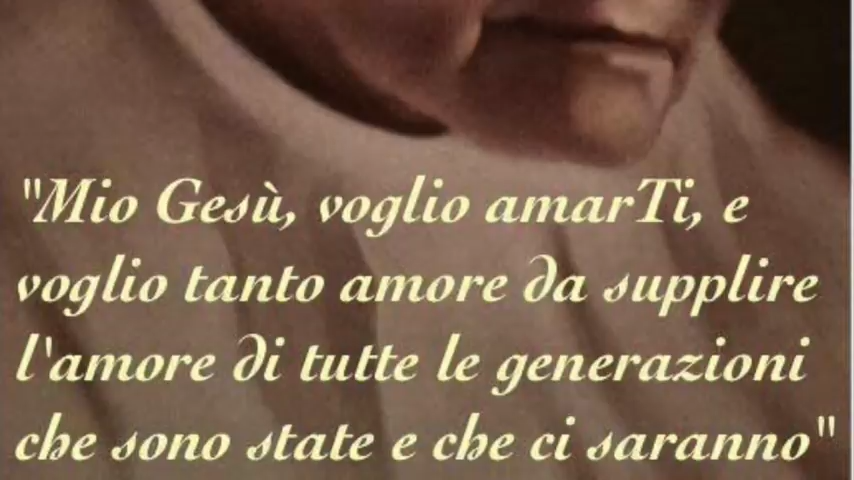 "Mio Gesù, voglio amarTi, e
voglio tanto amore da supplire
l'amore di tutte le generazioni
che sono state e che ci saranno"